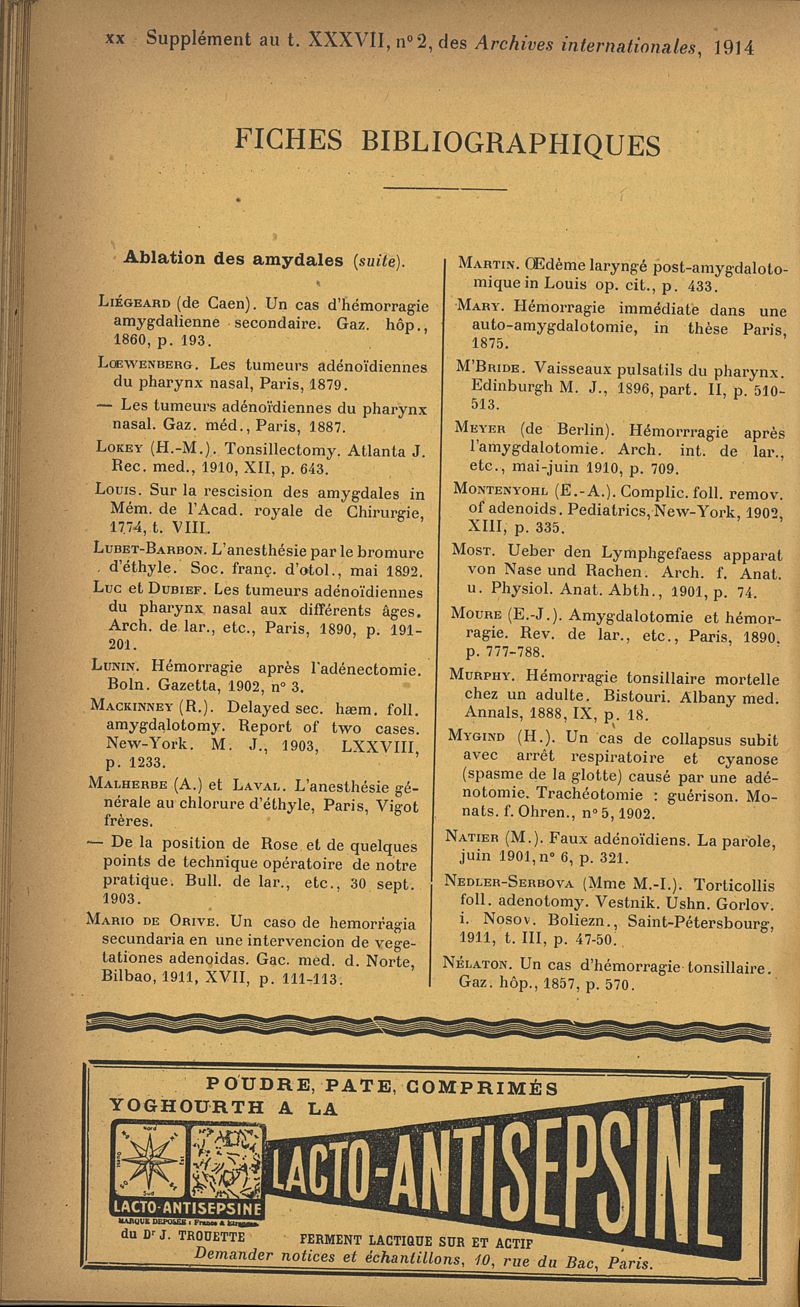 xx Supplément au t. XXXVII, n° 2, des Archives internationales, 1914
FICHES BIBLIOGRAPHIQUES
Ablation des amydales (suite).
LIÉGEARD (de Caen). Un cas d'hémorragie
amygdalienne secondaire. Gaz. hôp.,
1860, p. 193.
LŒWENBERG. Les tumeurs adénoïdiennes
du pharynx nasal, Paris, 1879.
— Les tumeurs adénoïdiennes du pharynx
nasal. Gaz. méd., Paris, 1887.
LOKEY (H.-M.). Tonsillectomy. Atlanta J.
Rec. med., 1910, XII, p. 643.
LOUIS. Sur la rescision des amygdales in
Mém. de l'Acad. royale de Chirurgie,
1774, t. VIII.
LUBET-BARBON. L'anesthésie par le bromure
d'éthyle. Soc. franç. d'otol., mai 1892.
LUC et DUBIEF. Les tumeurs adénoïdiennes
du pharynx nasal aux différents âges.
Arch. de lar., etc., Paris, 1890, p. 191-
201.
LUNIN. Hémorragie après l'adénectomie.
Boln. Gazetta, 1902, n° 3.
MACKINNEY (R.). Delayed sec. hæm. foll.
amygdalotomy. Report of two cases.
New-York. M. J., 1903, LXXVIII,
p. 1233.
MALHERBE (A.) et LAVAL. L'anesthésie gé-
nérale au chlorure d'éthyle, Paris, Vigot
frères.
— De la position de Rose et de quelques
points de technique opératoire de notre
pratique. Bull. de lar., etc., 30 sept.
1903.
MARIO DE ORIVE. Un caso de hemorragia
secundaria en une intervencion de vege-
tationes adenoidas. Gac. med. d. Norte,
Bilbao, 1911, XVII, p. 111-113.
MARTIN. Œdème laryngé post-amygdaloto-
mique in Louis op. cit., p. 433.
MARY. Hémorragie immédiate dans une
auto-amygdalotomie, in thèse Paris,
1875.
M'BRIDE. Vaisseaux pulsatils du pharynx.
Edinburgh M. J., 1896, part. II, p. 510-
513.
MEYER (de Berlin). Hémorrragie après
l'amygdalotomie. Arch. int. de lar.,
etc., mai-juin 1910, p. 709.
MONTENYOHL (E.-A.). Complic. foll. remov.
of adenoids. Pediatrics, New-York, 1902,
XIII, p. 335.
MOST. Ueber den Lymphgefaess apparat
von Nase und Rachen. Arch. f. Anat.
u. Physiol. Anat. Abth., 1901, p. 74.
MOURE (E.-J.). Amygdalotomie et hémor-
ragie. Rev. de lar., etc., Paris, 1890,
p. 777-788.
MURPHY. Hémorragie tonsillaire mortelle
chez un adulte. Bistouri. Albany med.
Annals, 1888, IX, p. 18.
MYGIND (H.). Un cas de collapsus subit
avec arrêt respiratoire et cyanose
(spasme de la glotte) causé par une adé-
notomie. Trachéotomie : guérison. Mo-
nats. f. Ohren., n° 5, 1902.
NATIER (M.). Faux adénoïdiens. La parole,
juin 1901, n° 6, p. 321.
NEDLER-SERBOVA (Mme M.-I.). Torticollis
foll. adenotomy. Vestnik. Ushn. Gorlov.
i. Nosov. Boliezn., Saint-Pétersbourg,
1911, t. III, p. 47-50.
NÉLATON. Un cas d'hémorragie tonsillaire.
Gaz. hôp., 1857, p. 570.
POUDRE, PATE, COMPRIMÉS
YOGHOURTH A LA
LACTO-ANTISEPSINE
Nord
Sud
LACTO-ANTISEPSINE
MARQUE DEPOSÉE : France & Etranger
du Dr J. TROUETTE
FERMENT LACTIQUE SUR ET ACTIF
Demander notices et échantillons, 10, rue du Bac, Paris.